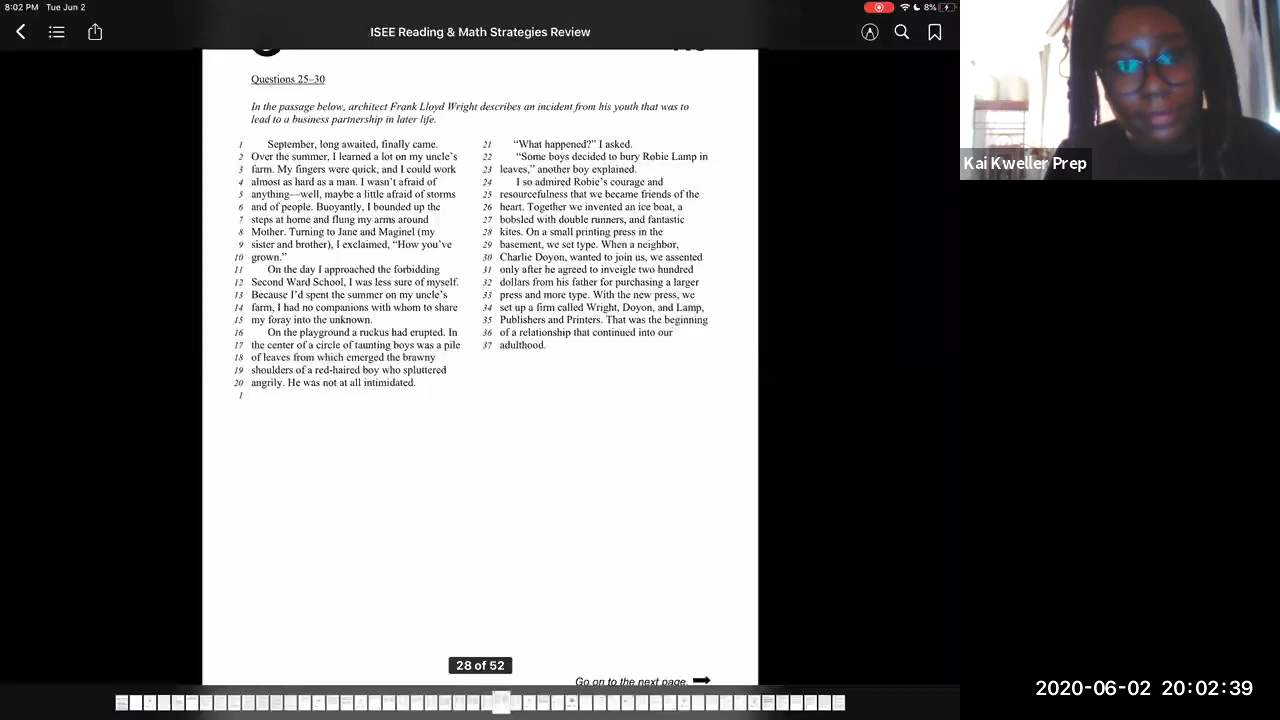 8:02 PM Tue Jun 2
8%
ISEE Reading & Math Strategies Review
Questions 25–30
In the passage below, architect Frank Lloyd Wright describes an incident from his youth that was to
lead to a business partnership in later life.
1 September, long awaited, finally came.
2 Over the summer, I learned a lot on my uncle's
3 farm. My fingers were quick, and I could work
4 almost as hard as a man. I wasn't afraid of
5 anything—well, maybe a little afraid of storms
6 and of people. Buoyantly, I bounded up the
7 steps at home and flung my arms around
8 Mother. Turning to Jane and Maginel (my
9 sister and brother), I exclaimed, "How you've
10 grown."
11 On the day I approached the forbidding
12 Second Ward School, I was less sure of myself.
13 Because I'd spent the summer on my uncle's
14 farm, I had no companions with whom to share
15 my foray into the unknown.
16 On the playground a ruckus had erupted. In
17 the center of a circle of taunting boys was a pile
18 of leaves from which emerged the brawny
19 shoulders of a red-haired boy who spluttered
20 angrily. He was not at all intimidated.
1
21 "What happened?" I asked.
22 "Some boys decided to bury Robie Lamp in
23 leaves," another boy explained.
24 I so admired Robie's courage and
25 resourcefulness that we became friends of the
26 heart. Together we invented an ice boat, a
27 bobsled with double runners, and fantastic
28 kites. On a small printing press in the
29 basement, we set type. When a neighbor,
30 Charlie Doyon, wanted to join us, we assented
31 only after he agreed to inveigle two hundred
32 dollars from his father for purchasing a larger
33 press and more type. With the new press, we
34 set up a firm called Wright, Doyon, and Lamp,
35 Publishers and Printers. That was the beginning
36 of a relationship that continued into our
37 adulthood.
28 of 52
Go on to the next page.
Kai Kweller Prep
2020-06-02 20:02:39